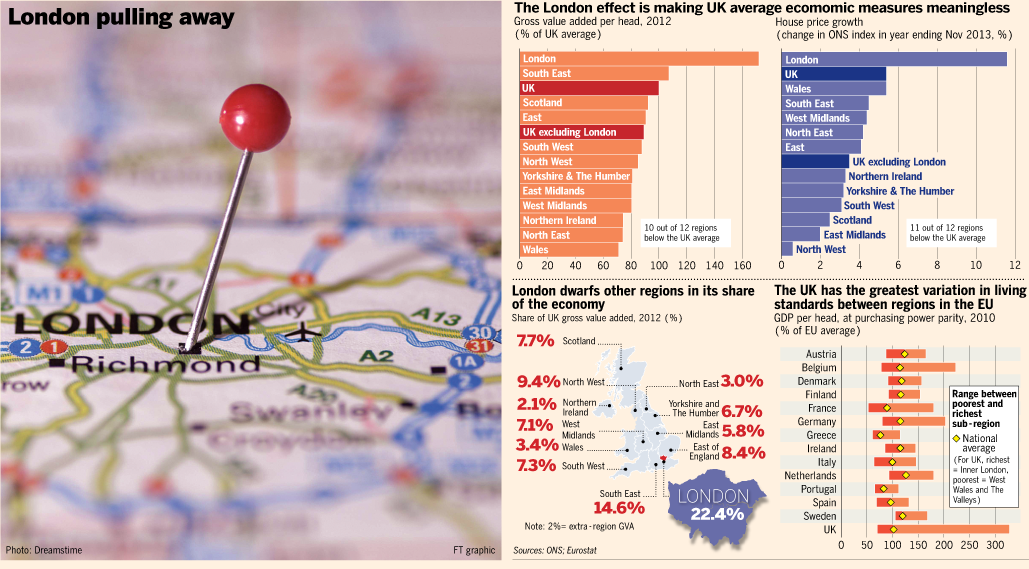 London pulling away
M1
1
A1
City
A13
LONDON
30
31
2
1
Richmond
A2
1A
2
row
A20
Swanley
Croydon
Photo: Dreamstime
FT graphic
The London effect is making UK average ecomomic measures meaningless
Gross value added per head, 2012
(% of UK average)
London
South East
UK
Scotland
East
UK excluding London
South West
North West
Yorkshire & The Humber
East Midlands
West Midlands
Northern Ireland
North East
Wales
10 out of 12 regions
below the UK average
0 20 40 60 80 100 120 140 160
House price growth
(change in ONS index in year ending Nov 2013, %)
London
UK
Wales
South East
West Midlands
North East
East
UK excluding London
Northern Ireland
Yorkshire & The Humber
South West
Scotland
East Midlands
North West
11 out of 12 regions
below the UK average
0 2 4 6 8 10 12
London dwarfs other regions in its share
of the economy
Share of UK gross value added, 2012 (%)
7.7% Scotland
9.4% North West
North East 3.0%
2.1% Northern
Ireland
Yorkshire and
The Humber 6.7%
7.1% West
Midlands
East
Midlands 5.8%
3.4% Wales
East of
England 8.4%
7.3% South West
South East
14.6%
LONDON
22.4%
Note: 2%= extra-region GVA
Sources: ONS; Eurostat
The UK has the greatest variation in living
standards between regions in the EU
GDP per head, at purchasing power parity, 2010
(% of EU average)
Austria
Belgium
Denmark
Finland
France
Germany
Greece
Ireland
Italy
Netherlands
Portugal
Spain
Sweden
UK
0 50 100 150 200 250 300
Range between
poorest and
richest
sub-region
National
average
(For UK, richest
= Inner London,
poorest = West
Wales and The
Valleys)